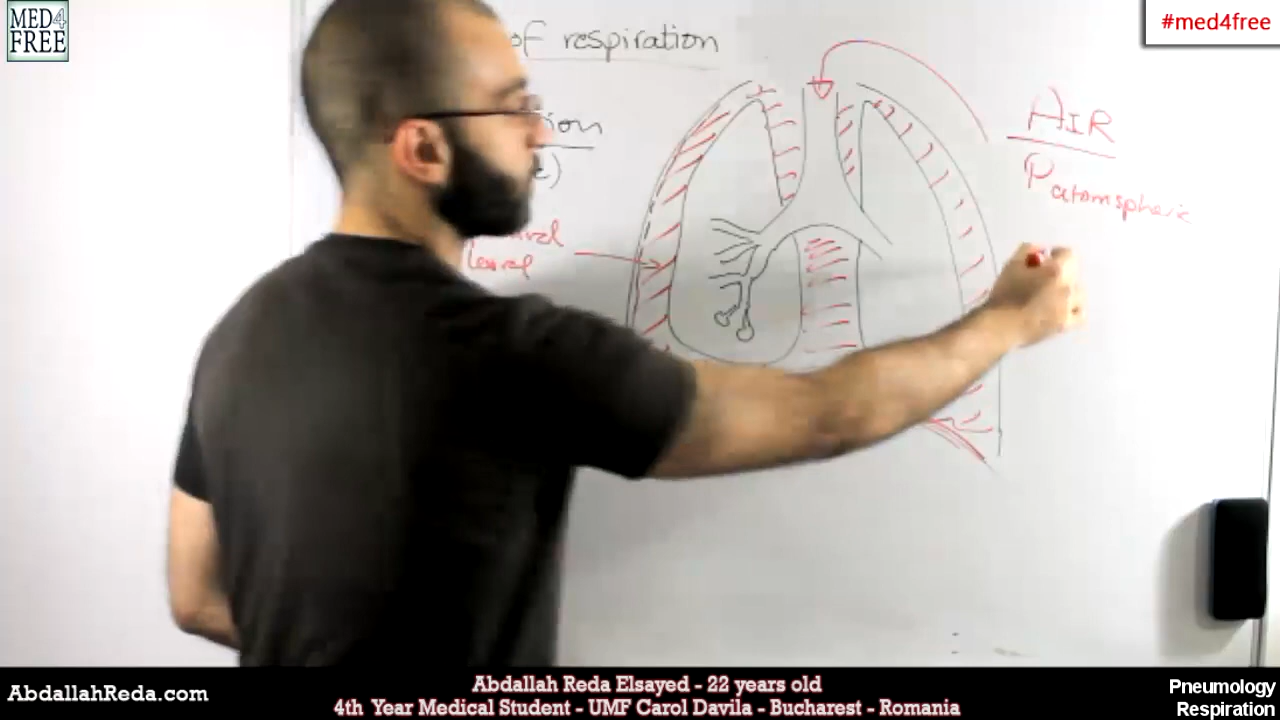 MED4
FREE
#med4free
of respiration
AIR
Patomspheric
AbdallahReda.com
Abdallah Reda Elsayed - 22 years old
4th Year Medical Student - UMF Carol Davila - Bucharest - Romania
Pneumology
Respiration